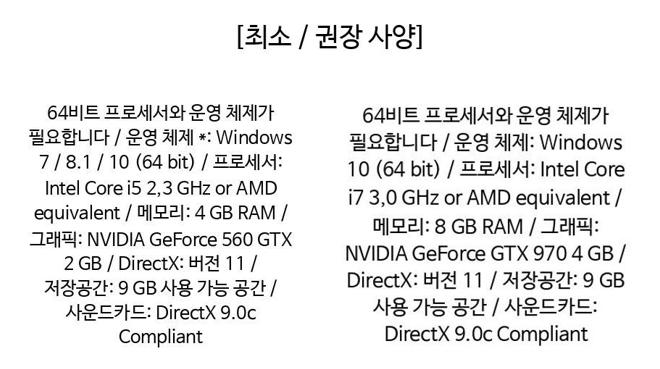 [최소 / 권장 사양]
64비트 프로세서와 운영 체제가
필요합니다 / 운영 체제 *: Windows
7 / 8.1 / 10 (64 bit) / 프로세서:
Intel Core i5 2,3 GHz or AMD
equivalent / 메모리: 4 GB RAM /
그래픽: NVIDIA GeForce 560 GTX
2 GB / DirectX: 버전 11 /
저장공간: 9 GB 사용 가능 공간 /
사운드카드: DirectX 9.0c
Compliant
64비트 프로세서와 운영 체제가
필요합니다 / 운영 체제: Windows
10 (64 bit) / 프로세서: Intel Core
i7 3,0 GHz or AMD equivalent /
메모리: 8 GB RAM / 그래픽:
NVIDIA GeForce GTX 970 4 GB /
DirectX: 버전 11 / 저장공간: 9 GB
사용 가능 공간 / 사운드카드:
DirectX 9.0c Compliant